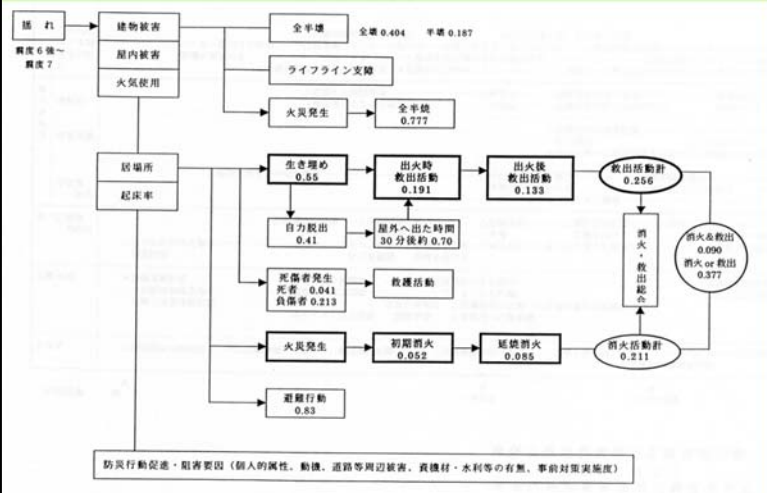 揺れ
震度6強～
震度7
建物被害
屋内被害
火気使用
全半壊
全壊 0.404 半壊 0.187
ライフライン支障
火災発生
全半焼
0.777
居場所
起床率
生き埋め
0.55
出火時
救出活動
0.191
出火後
救出活動
0.133
救出活動計
0.256
自力脱出
0.41
屋外へ出た時間
30分後約 0.70
消火・救出総合
消火&救出
0.090
消火 or 救出
0.377
死傷者発生
死者 0.041
負傷者 0.213
救護活動
火災発生
初期消火
0.052
延焼消火
0.085
消火活動計
0.211
避難行動
0.83
防災行動促進・阻害要因（個人的属性、動機、道路等周辺被害、資機材・水利等の有無、事前対策実施度）